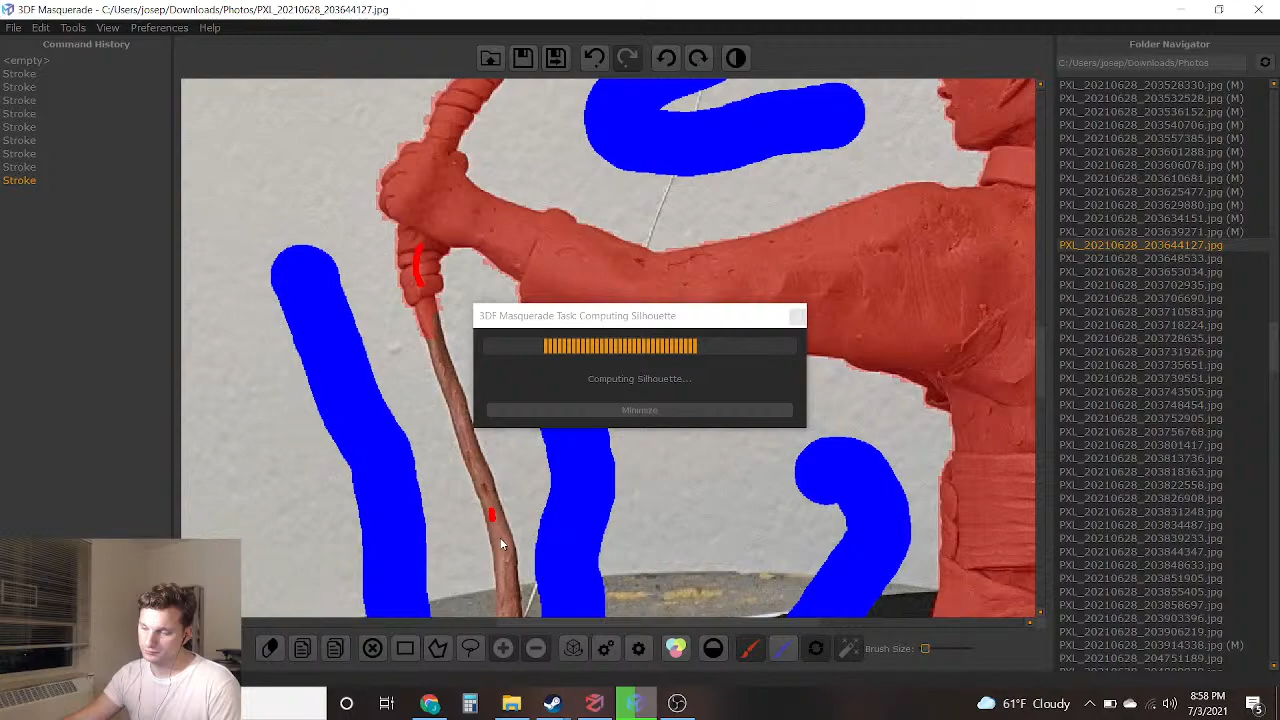 3DF Masquerade - C:/Users/josep/Downloads/Photos/PXL_20210628_203644127.jpg
File Edit Tools View Preferences Help
Command History
<empty>
Stroke
Stroke
Stroke
Stroke
Stroke
Stroke
Stroke
Stroke
Stroke
3DF Masquerade Task: Computing Silhouette
Computing Silhouette...
Minimize
Folder Navigator
C:/Users/josep/Downloads/Photos
PXL_20210628_203528330.jpg (M)
PXL_20210628_203532528.jpg (M)
PXL_20210628_203536152.jpg (M)
PXL_20210628_203540706.jpg (M)
PXL_20210628_203557385.jpg (M)
PXL_20210628_203601288.jpg (M)
PXL_20210628_203606078.jpg (M)
PXL_20210628_203610681.jpg (M)
PXL_20210628_203625477.jpg (M)
PXL_20210628_203629880.jpg (M)
PXL_20210628_203634151.jpg (M)
PXL_20210628_203639271.jpg (M)
PXL_20210628_203644127.jpg
PXL_20210628_203648533.jpg
PXL_20210628_203653034.jpg
PXL_20210628_203702935.jpg
PXL_20210628_203706690.jpg
PXL_20210628_203710583.jpg
PXL_20210628_203718224.jpg
PXL_20210628_203728635.jpg
PXL_20210628_203731926.jpg
PXL_20210628_203735651.jpg
PXL_20210628_203739551.jpg
PXL_20210628_203743505.jpg
PXL_20210628_203748454.jpg
PXL_20210628_203752905.jpg
PXL_20210628_203756768.jpg
PXL_20210628_203801417.jpg
PXL_20210628_203813736.jpg
PXL_20210628_203818363.jpg
PXL_20210628_203822558.jpg
PXL_20210628_203826908.jpg
PXL_20210628_203831248.jpg
PXL_20210628_203834487.jpg
PXL_20210628_203839233.jpg
PXL_20210628_203844347.jpg
PXL_20210628_203848633.jpg
PXL_20210628_203851905.jpg
PXL_20210628_203855405.jpg
PXL_20210628_203858697.jpg
PXL_20210628_203903396.jpg
PXL_20210628_203906219.jpg
PXL_20210628_203914338.jpg (M)
PXL_20210628_204751189.jpg
Brush Size:
61°F Cloudy
8:58 PM
7/3/2021
5